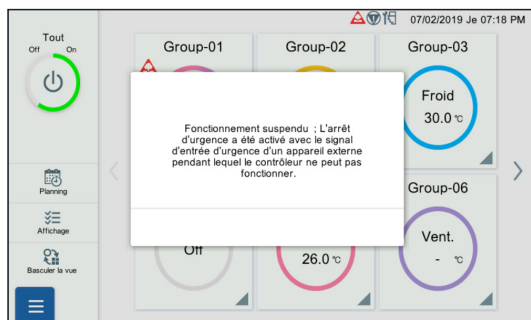 07/02/2019 Je 07:18 PM
Tout
Off On
Planning
Affichage
Basculer la vue
Group-01
Group-02
Group-03
Froid
30.0 ℃
Fonctionnement suspendu ; L'arrêt
d'urgence a été activé avec le signal
d'entrée d'urgence d'un appareil externe
pendant lequel le contrôleur ne peut pas
fonctionner.
Off
26.0 ℃
Group-06
Vent.
- ℃